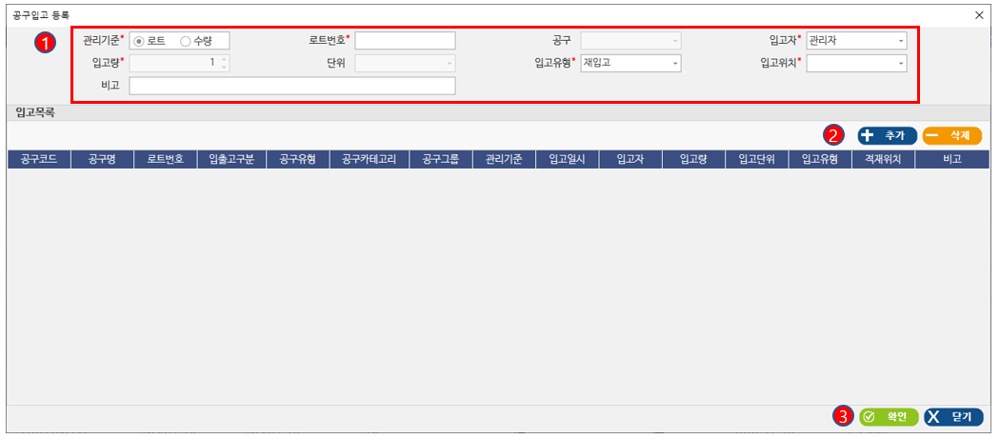 공구입고 등록
1 관리기준* 로트 수량 로트번호* 공구 입고자* 관리자
입고량* 1 단위 입고유형* 재입고 입고위치*
비고
입고목록
2 추가 삭제
공구코드 공구명 로트번호 입출고구분 공구유형 공구카테고리 공구그룹 관리기준 입고일시 입고자 입고량 입고단위 입고유형 적재위치 비고
3 확인 X 닫기